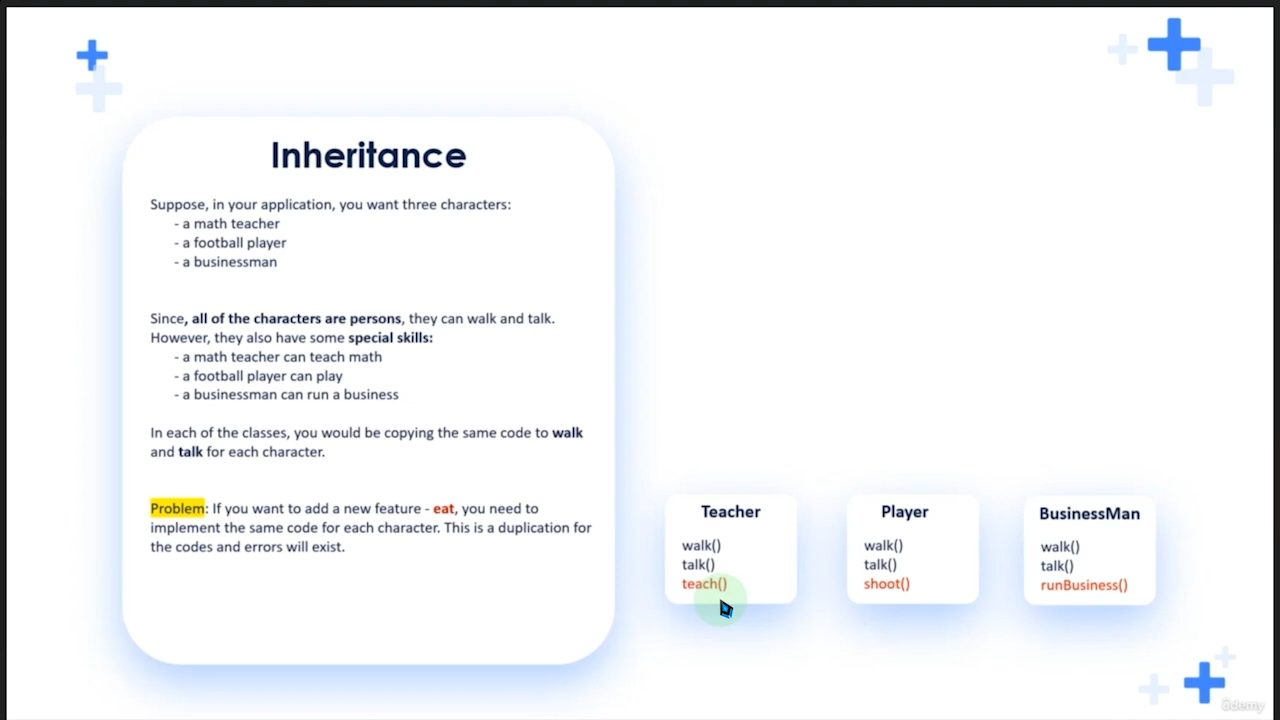 Inheritance
Suppose, in your application, you want three characters:
- a math teacher
- a football player
- a businessman
Since, all of the characters are persons, they can walk and talk.
However, they also have some special skills:
- a math teacher can teach math
- a football player can play
- a businessman can run a business
In each of the classes, you would be copying the same code to walk
and talk for each character.
Problem: If you want to add a new feature - eat, you need to
implement the same code for each character. This is a duplication for
the codes and errors will exist.
Teacher
walk()
talk()
teach()
Player
walk()
talk()
shoot()
BusinessMan
walk()
talk()
runBusiness()
ûdemy